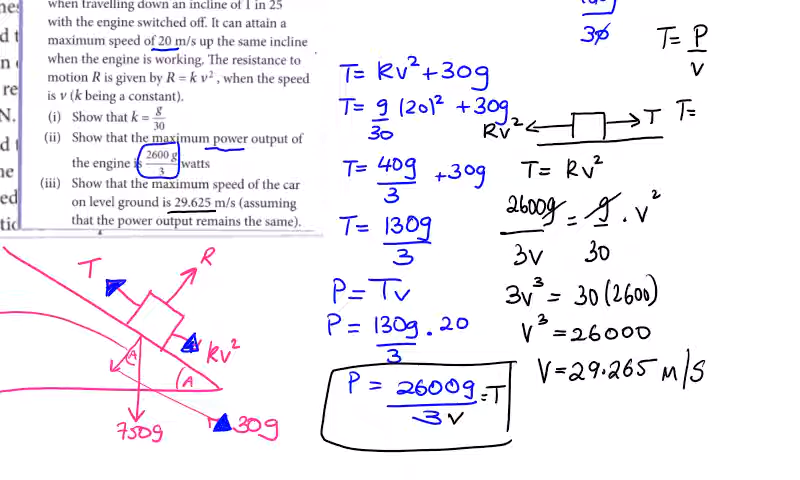 when travelling down an incline of 1 in 25
with the engine switched off. It can attain a
maximum speed of 20 m/s up the same incline
when the engine is working. The resistance to
motion R is given by R = k v², when the speed
is v (k being a constant).
(i) Show that k = g/30
(ii) Show that the maximum power output of
the engine is 2600 g/3 watts
(iii) Show that the maximum speed of the car
on level ground is 29.625 m/s (assuming
that the power output remains the same).
T
R
kv²
A
A
750g
30g
T = kv² + 30g
T = g/30 (20)² + 30g
T = 40g/3 + 30g
T = 130g/3
P = Tv
P = 130g/3 . 20
P = 2600g/3v = T
30
T = P/v
kv²
T
T =
T = kv²
2600g/3v = g/30 . v²
3v³ = 30(2600)
v³ = 26000
v = 29.265 m/s